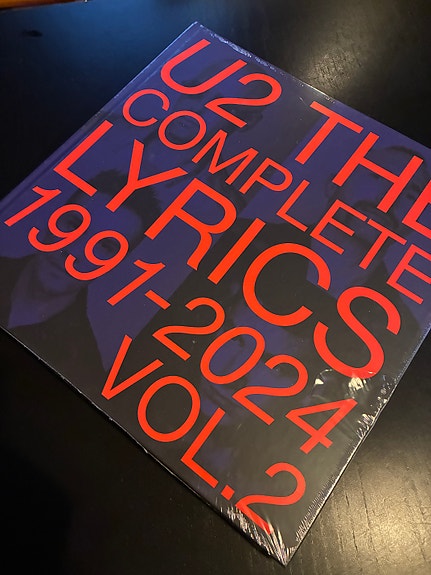 U2 THE
COMPLETE
LYRICS
1991-2024
VOL.2